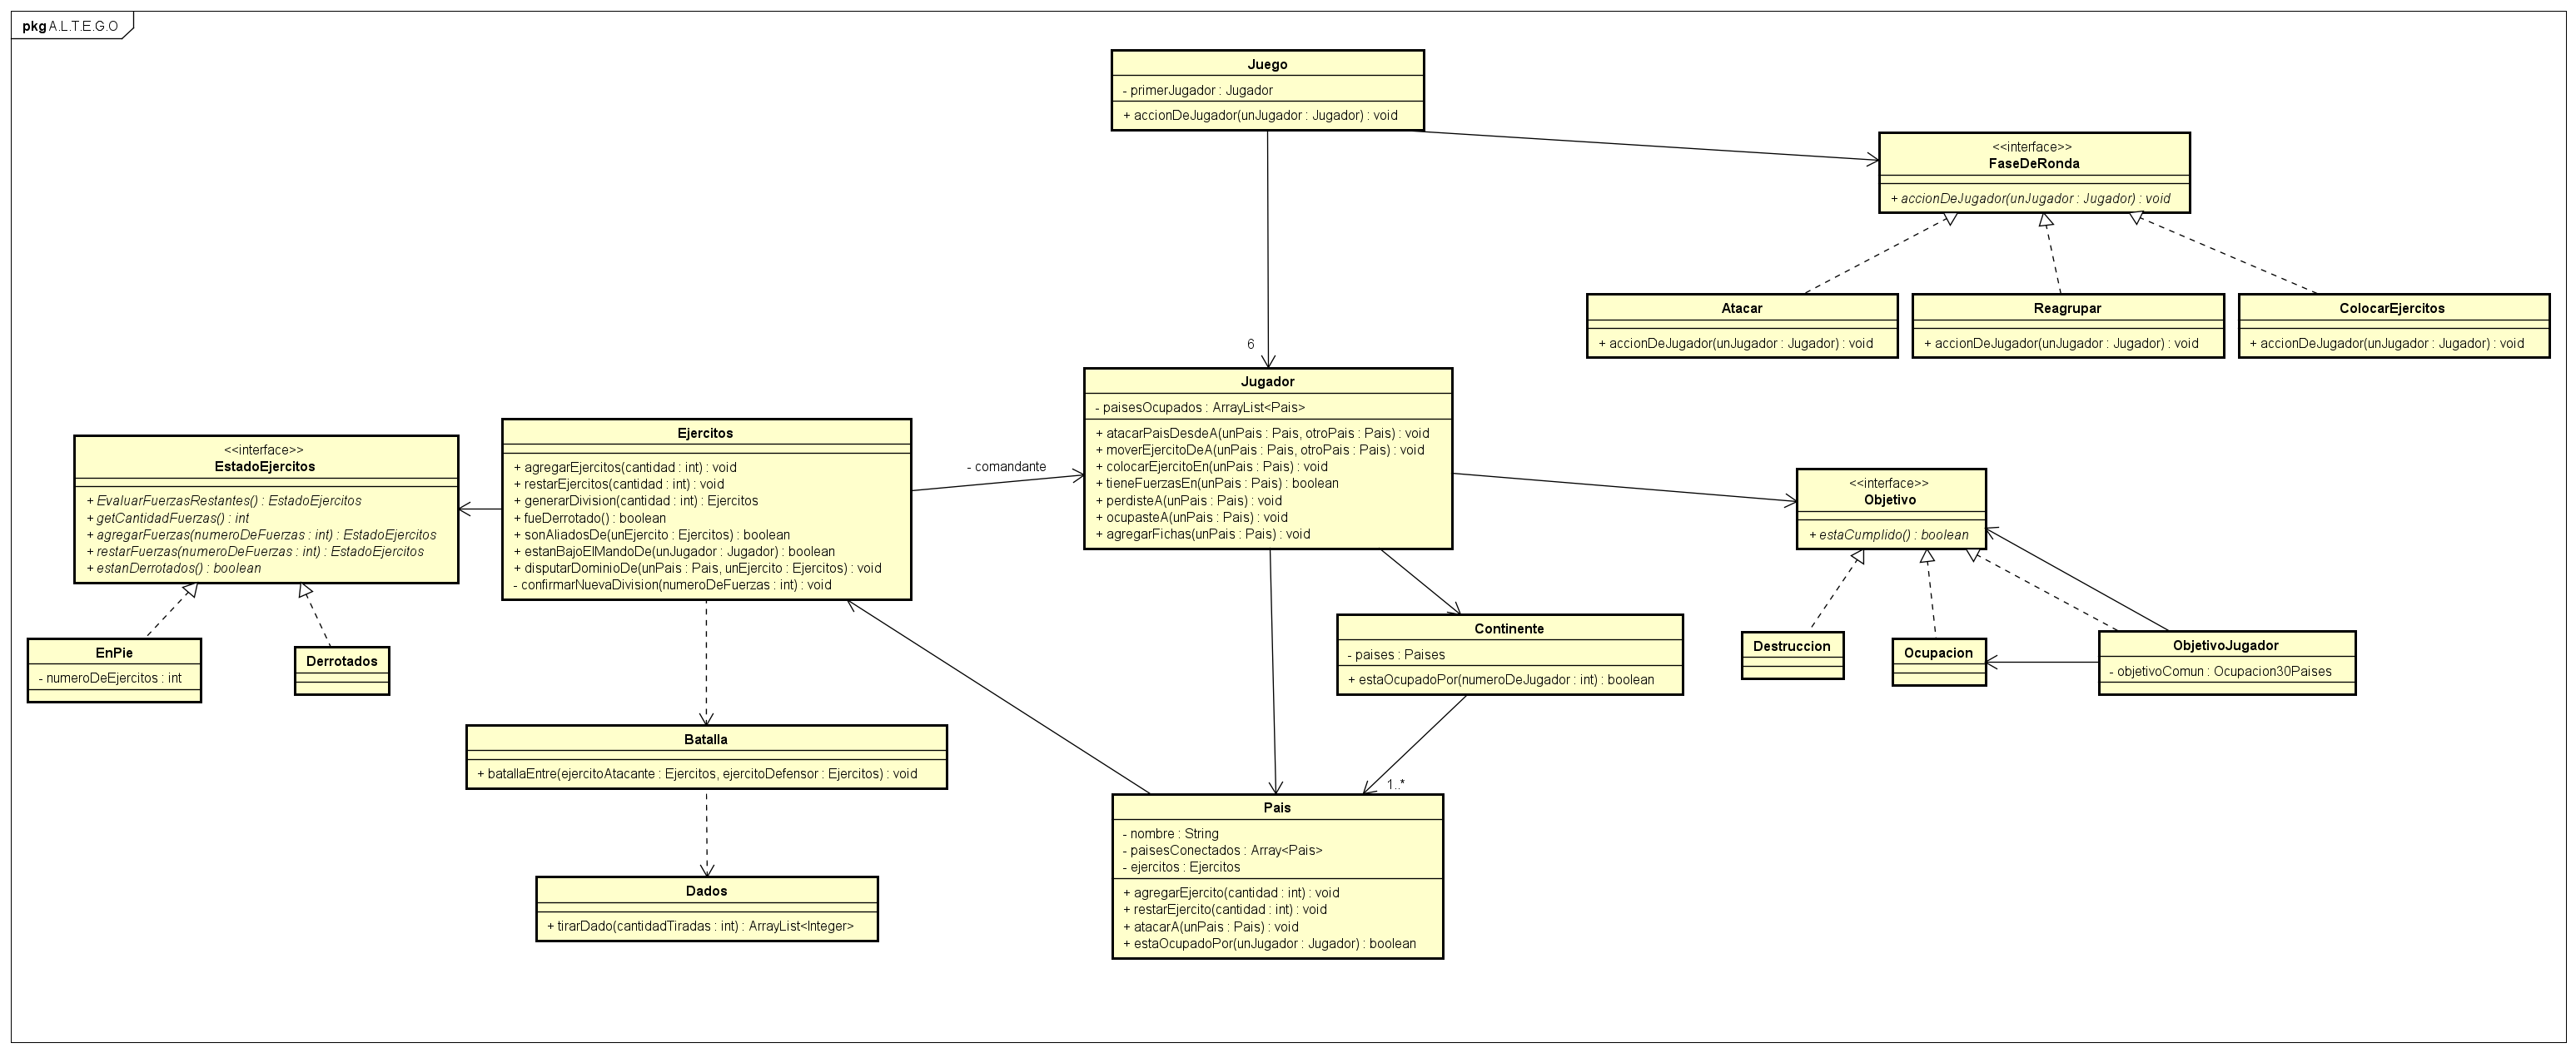 pkg A.L.T.E.G.O
Juego
- primerJugador : Jugador
+ accionDeJugador(unJugador : Jugador) : void
<<interface>>
FaseDeRonda
+ accionDeJugador(unJugador : Jugador) : void
Atacar
+ accionDeJugador(unJugador : Jugador) : void
Reagrupar
+ accionDeJugador(unJugador : Jugador) : void
ColocarEjercitos
+ accionDeJugador(unJugador : Jugador) : void
6
Jugador
- paisesOcupados : ArrayList<Pais>
+ atacarPaisDesdeA(unPais : Pais, otroPais : Pais) : void
+ moverEjercitoDeA(unPais : Pais, otroPais : Pais) : void
+ colocarEjercitoEn(unPais : Pais) : void
+ tieneFuerzasEn(unPais : Pais) : boolean
+ perdisteA(unPais : Pais) : void
+ ocupasteA(unPais : Pais) : void
+ agregarFichas(unPais : Pais) : void
- comandante
Ejercitos
+ agregarEjercitos(cantidad : int) : void
+ restarEjercitos(cantidad : int) : void
+ generarDivision(cantidad : int) : Ejercitos
+ fueDerrotado() : boolean
+ sonAliadosDe(unEjercito : Ejercitos) : boolean
+ estanBajoElMandoDe(unJugador : Jugador) : boolean
+ disputarDominioDe(unPais : Pais, unEjercito : Ejercitos) : void
- confirmarNuevaDivision(numeroDeFuerzas : int) : void
<<interface>>
EstadoEjercitos
+ EvaluarFuerzasRestantes() : EstadoEjercitos
+ getCantidadFuerzas() : int
+ agregarFuerzas(numeroDeFuerzas : int) : EstadoEjercitos
+ restarFuerzas(numeroDeFuerzas : int) : EstadoEjercitos
+ estanDerrotados() : boolean
EnPie
- numeroDeEjercitos : int
Derrotados
<<interface>>
Objetivo
+ estaCumplido() : boolean
Destruccion
Ocupacion
ObjetivoJugador
- objetivoComun : Ocupacion30Paises
Continente
- paises : Paises
+ estaOcupadoPor(numeroDeJugador : int) : boolean
1..*
Batalla
+ batallaEntre(ejercitoAtacante : Ejercitos, ejercitoDefensor : Ejercitos) : void
Dados
+ tirarDado(cantidadTiradas : int) : ArrayList<Integer>
Pais
- nombre : String
- paisesConectados : Array<Pais>
- ejercitos : Ejercitos
+ agregarEjercito(cantidad : int) : void
+ restarEjercito(cantidad : int) : void
+ atacarA(unPais : Pais) : void
+ estaOcupadoPor(unJugador : Jugador) : boolean